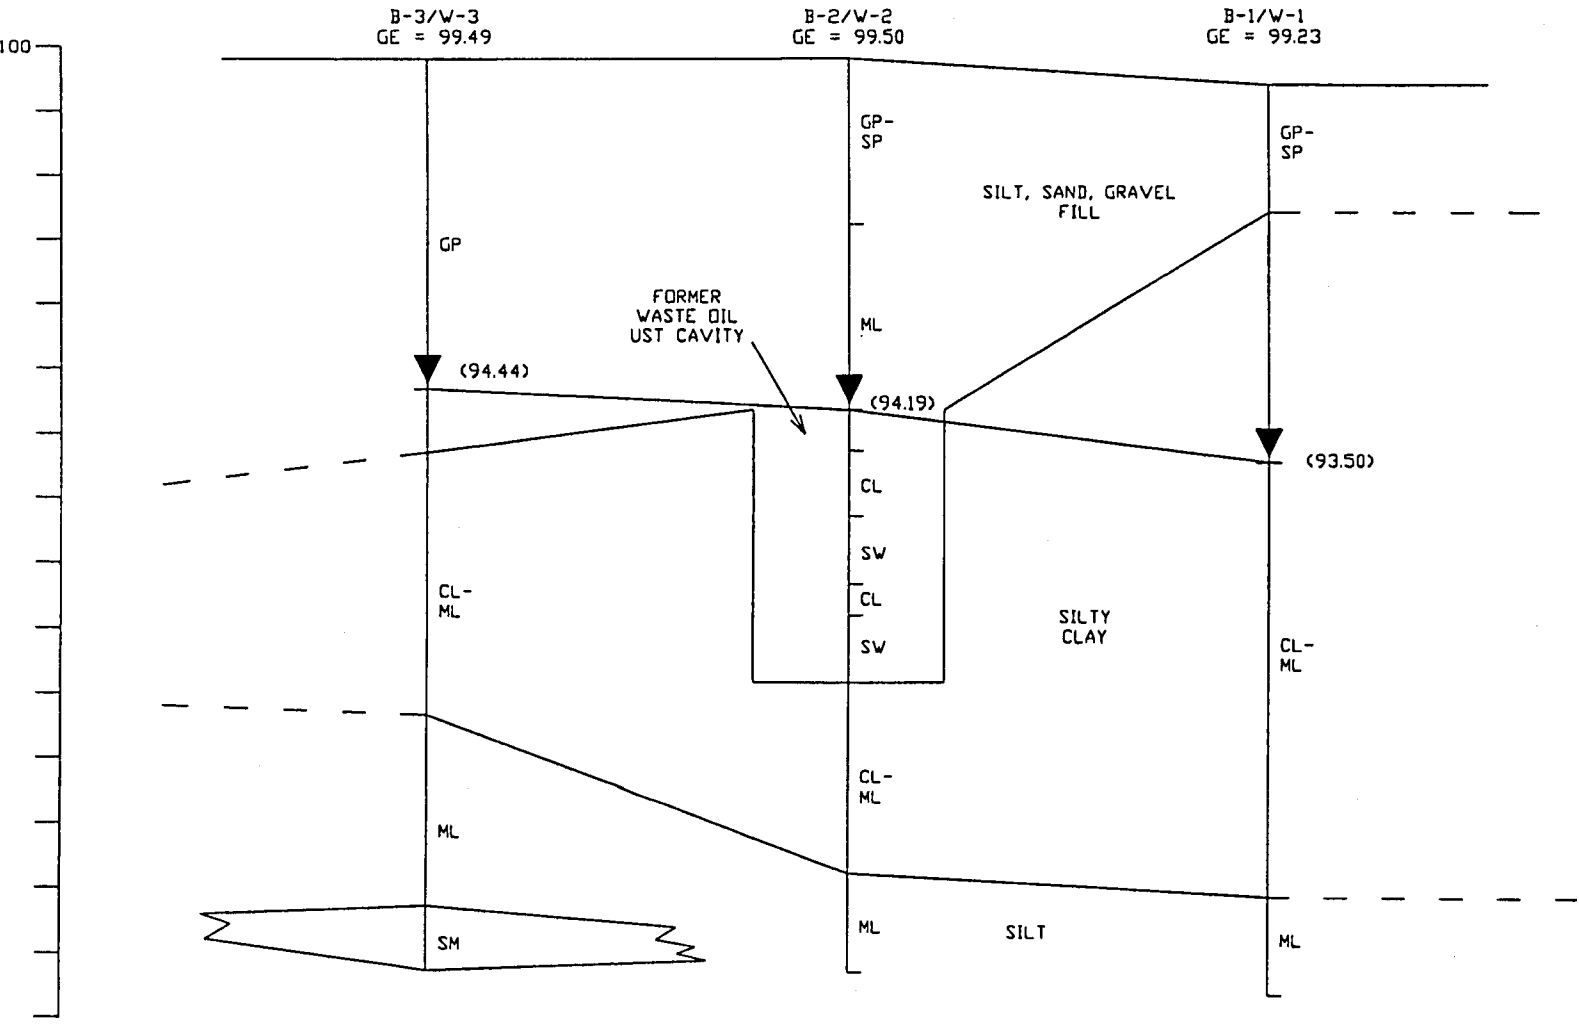 B-3/W-3
GE = 99.49
B-2/W-2
GE = 99.50
B-1/W-1
GE = 99.23
100
GP-
SP
GP-
SP
SILT, SAND, GRAVEL
FILL
GP
FORMER
WASTE OIL
UST CAVITY
ML
(94.44)
(94.19)
(93.50)
CL
SW
CL-
ML
CL
SILTY
CLAY
SW
CL-
ML
CL-
ML
ML
ML
SILT
SM
ML